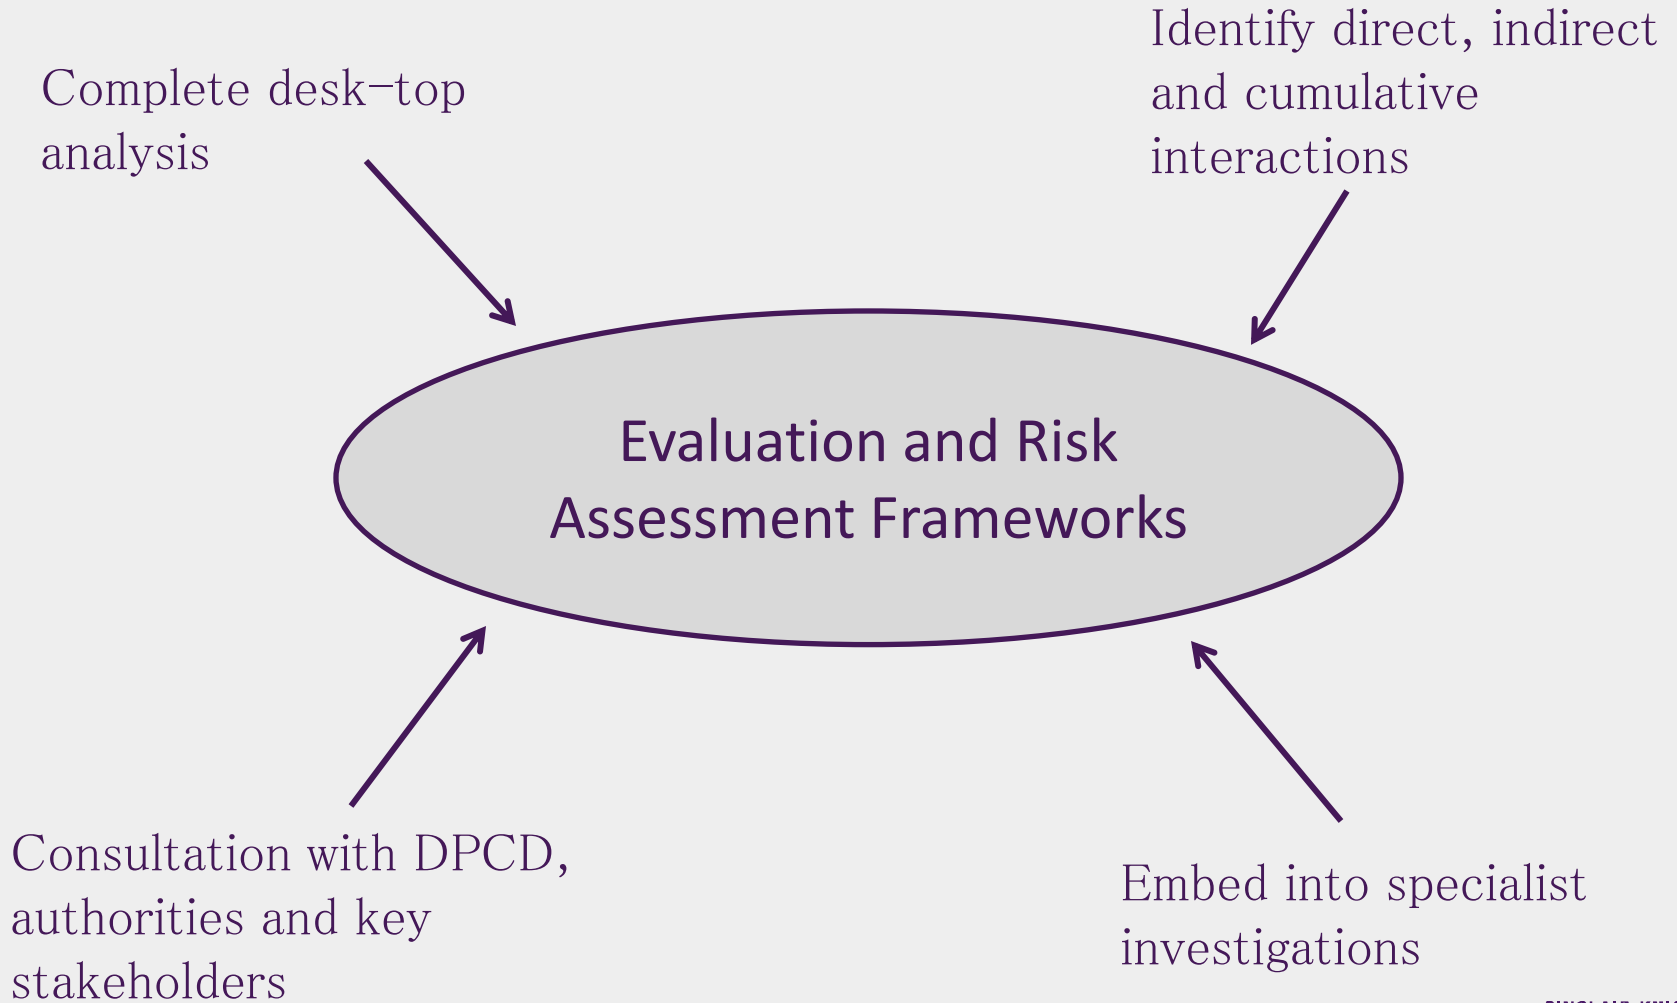 Identify direct, indirect
and cumulative
interactions
Complete desk-top
analysis
Evaluation and Risk
Assessment Frameworks
Consultation with DPCD,
authorities and key
stakeholders
Embed into specialist
investigations